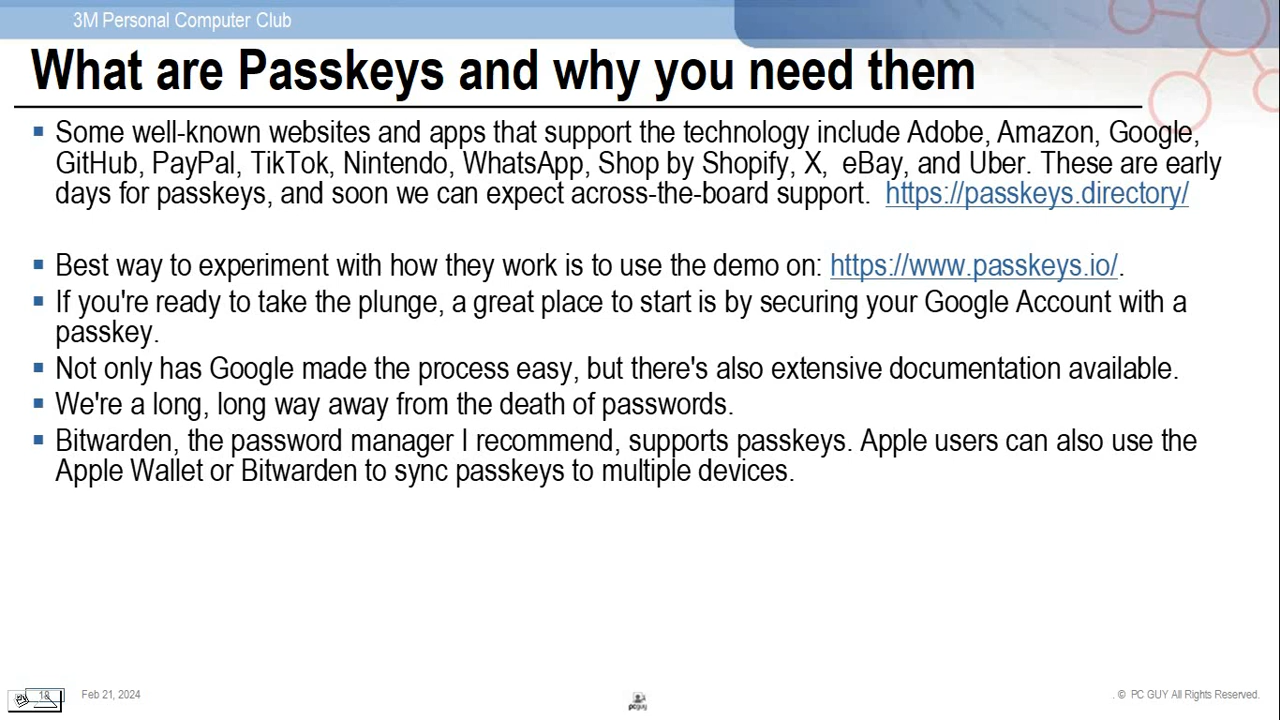 3M Personal Computer Club
What are Passkeys and why you need them
▪ Some well-known websites and apps that support the technology include Adobe, Amazon, Google,
GitHub, PayPal, TikTok, Nintendo, WhatsApp, Shop by Shopify, X,  eBay, and Uber. These are early
days for passkeys, and soon we can expect across-the-board support.  https://passkeys.directory/
▪ Best way to experiment with how they work is to use the demo on: https://www.passkeys.io/.
▪ If you're ready to take the plunge, a great place to start is by securing your Google Account with a
passkey.
▪ Not only has Google made the process easy, but there's also extensive documentation available.
▪ We're a long, long way away from the death of passwords.
▪ Bitwarden, the password manager I recommend, supports passkeys. Apple users can also use the
Apple Wallet or Bitwarden to sync passkeys to multiple devices.
18
Feb 21, 2024
pcguy
. © PC GUY All Rights Reserved.